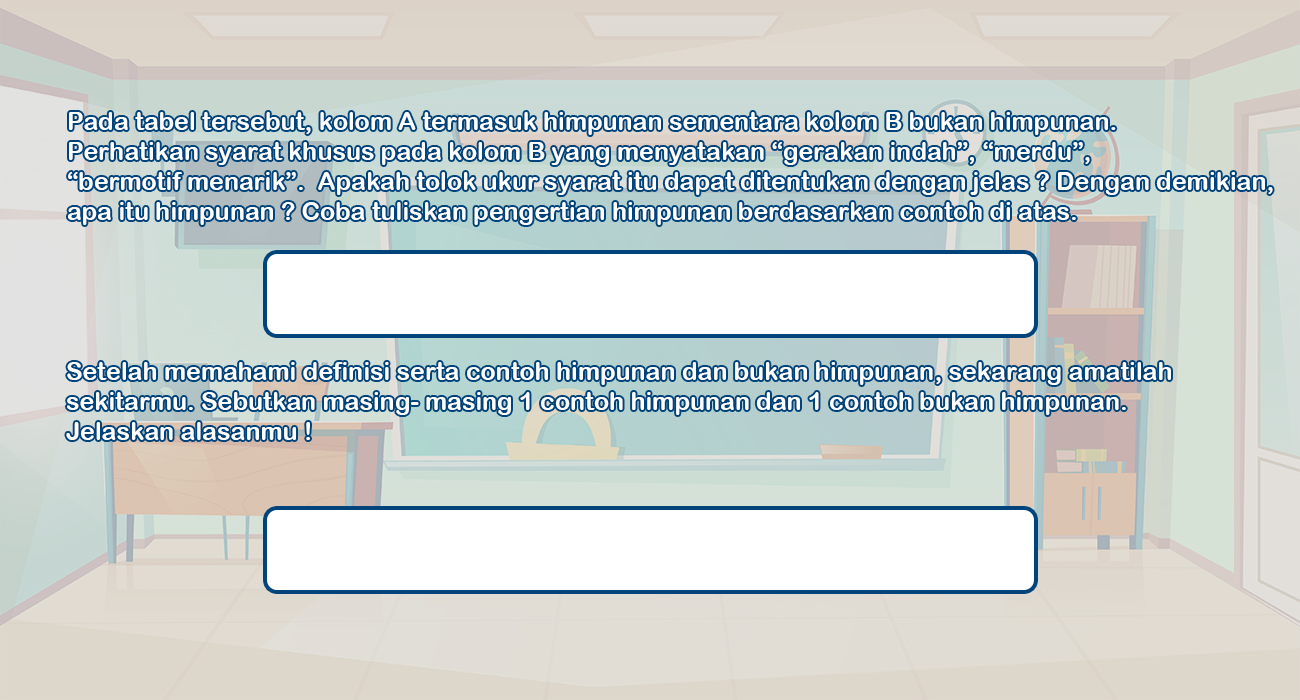 Pada tabel tersebut, kolom A termasuk himpunan sementara kolom B bukan himpunan.
Perhatikan syarat khusus pada kolom B yang menyatakan “gerakan indah”, “merdu”,
“bermotif menarik”.  Apakah tolok ukur syarat itu dapat ditentukan dengan jelas ? Dengan demikian,
apa itu himpunan ? Coba tuliskan pengertian himpunan berdasarkan contoh di atas.
Setelah memahami definisi serta contoh himpunan dan bukan himpunan, sekarang amatilah
sekitarmu. Sebutkan masing- masing 1 contoh himpunan dan 1 contoh bukan himpunan.
Jelaskan alasanmu !